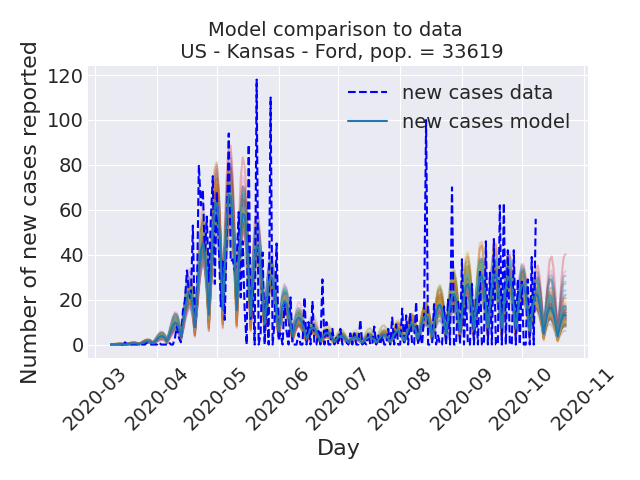 Model comparison to data
US - Kansas - Ford, pop. = 33619
Number of new cases reported
120
100
80
60
40
20
0
new cases data
new cases model
2020-03
2020-04
2020-05
2020-06
2020-07
2020-08
2020-09
2020-10
2020-11
Day